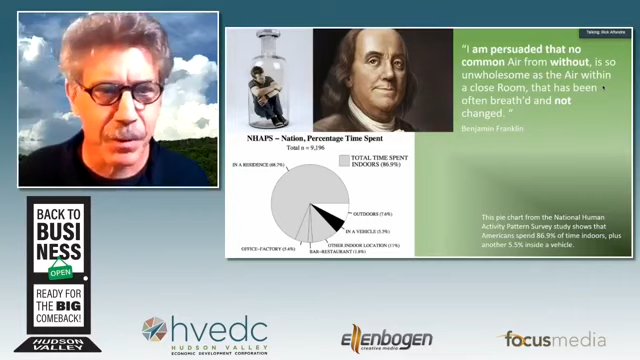 Talking: Rick Afteratte
"I am persuaded that no
common Air from without, is so
unwholesome as the Air within
a close Room, that has been
often breath'd and not
changed. "
Benjamin Franklin
NHAPS – Nation, Percentage Time Spent
Total n = 9,196
IN A RESIDENCE (68.7%)
TOTAL TIME SPENT
INDOORS (86.9%)
OUTDOORS (7.6%)
IN A VEHICLE (5.5%)
OTHER INDOOR LOCATION (11%)
BAR-RESTAURANT (1.8%)
OFFICE-FACTORY (5.4%)
This pie chart from the National Human
Activity Pattern Survey study shows that
Americans spend 86.9% of time indoors, plus
another 5.5% inside a vehicle.
BACK TO
BUSI
NESS
OPEN
READY FOR
THE BIG
COMEBACK!
HUDSON VALLEY
hvedc
HUDSON VALLEY
ECONOMIC DEVELOPMENT CORPORATION
ellenbogen
creative media
focusmedia